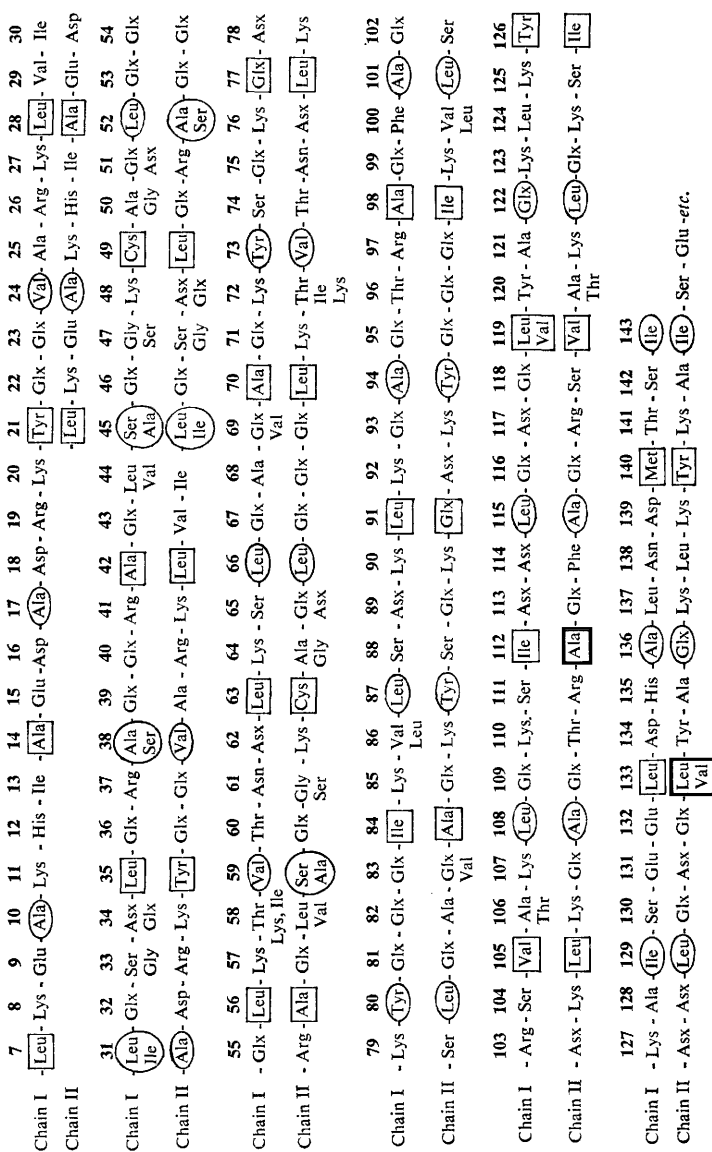 7 8 9 10 11 12 13 14 15 16 17 18 19 20 21 22 23 24 25 26 27 28 29 30
Chain I - Leu - Lys - Glu - Ala - Lys - His - Ile - Ala - Glu - Asp - Ala - Asp - Arg - Lys - Tyr - Glx - Glx - Val - Ala - Arg - Lys - Leu - Val - Ile
Chain II - Leu - Lys - Glu - Ala - Lys - His - Ile - Ala - Glu - Asp
31 32 33 34 35 36 37 38 39 40 41 42 43 44 45 46 47 48 49 50 51 52 53 54
Chain I Leu - Glx - Ser - Asx - Leu - Glx - Arg Ala - Glx - Glx - Arg - Ala - Glx - Leu - Ser - Glx - Gly - Lys - Cys - Ala - Glx - Leu - Glx - Glx
Ile Gly Glx Ser Val Ala Ser Gly Asx
Chain II - Ala - Asp - Arg - Lys - Tyr - Glx - Glx - Val - Ala - Arg - Lys - Leu - Val - Ile - Leu - Glx - Ser - Asx - Leu - Glx - Arg - Ala - Glx - Glx
Ile Gly Glx Ser
55 56 57 58 59 60 61 62 63 64 65 66 67 68 69 70 71 72 73 74 75 76 77 78
Chain I - Glx - Leu - Lys - Thr - Val - Thr - Asn - Asx - Leu - Lys - Ser - Leu - Glx - Ala - Glx - Ala - Glx - Lys - Tyr - Ser - Glx - Lys - Glx - Asx
Lys, Ile Val
Chain II - Arg - Ala - Glx - Leu - Ser Glx - Gly - Lys - Cys - Ala - Glx - Leu - Glx - Glx - Glx - Leu - Lys - Thr - Val - Thr - Asn - Asx - Leu - Lys
Val Ala Ser Gly Asx Ile
Lys
79 80 81 82 83 84 85 86 87 88 89 90 91 92 93 94 95 96 97 98 99 100 101 102
Chain I - Lys - Tyr - Glx - Glx - Glx - Ile - Lys - Val - Leu - Ser - Asx - Lys - Leu - Lys - Glx - Ala - Glx - Thr - Arg - Ala - Glx - Phe - Ala - Glx
Leu
Chain II - Ser - Leu - Glx - Ala - Glx - Ala - Glx - Lys - Tyr - Ser - Glx - Lys - Glx - Asx - Lys - Tyr - Glx - Glx - Glx - Ile - Lys - Val - Leu - Ser
Val Leu
103 104 105 106 107 108 109 110 111 112 113 114 115 116 117 118 119 120 121 122 123 124 125 126
Chain I - Arg - Ser - Val - Ala - Lys - Leu - Glx - Lys - Ser - Ile - Asx - Asx - Leu - Glx - Asx - Glx - Leu - Tyr - Ala - Glx - Lys - Leu - Lys - Tyr
Thr Val
Chain II - Asx - Lys - Leu - Lys - Glx - Ala - Glx - Thr - Arg - Ala - Glx - Phe - Ala - Glx - Arg - Ser - Val - Ala - Lys - Leu - Glx - Lys - Ser - Ile
Thr
127 128 129 130 131 132 133 134 135 136 137 138 139 140 141 142 143
Chain I - Lys - Ala - Ile - Ser - Glu - Glu - Leu - Asp - His - Ala - Leu - Asn - Asp - Met - Thr - Ser - Ile
Chain II - Asx - Asx - Leu - Glx - Asx - Glx - Leu - Tyr - Ala - Glx - Lys - Leu - Lys - Tyr - Lys - Ala - Ile - Ser - Glu -etc.
Val